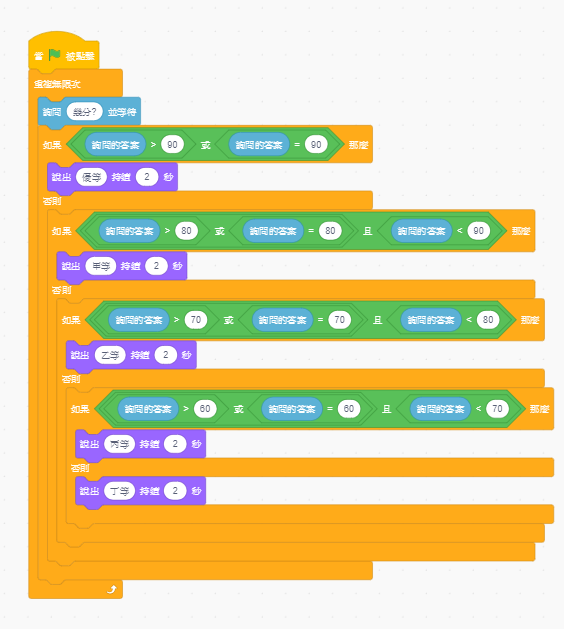 當 被點擊
重複無限次
詢問 幾分? 並等待
如果 詢問的答案 > 90 或 詢問的答案 = 90 那麼
說出 優等 持續 2 秒
否則
如果 詢問的答案 > 80 或 詢問的答案 = 80 且 詢問的答案 < 90 那麼
說出 甲等 持續 2 秒
否則
如果 詢問的答案 > 70 或 詢問的答案 = 70 且 詢問的答案 < 80 那麼
說出 乙等 持續 2 秒
否則
如果 詢問的答案 > 60 或 詢問的答案 = 60 且 詢問的答案 < 70 那麼
說出 丙等 持續 2 秒
否則
說出 丁等 持續 2 秒